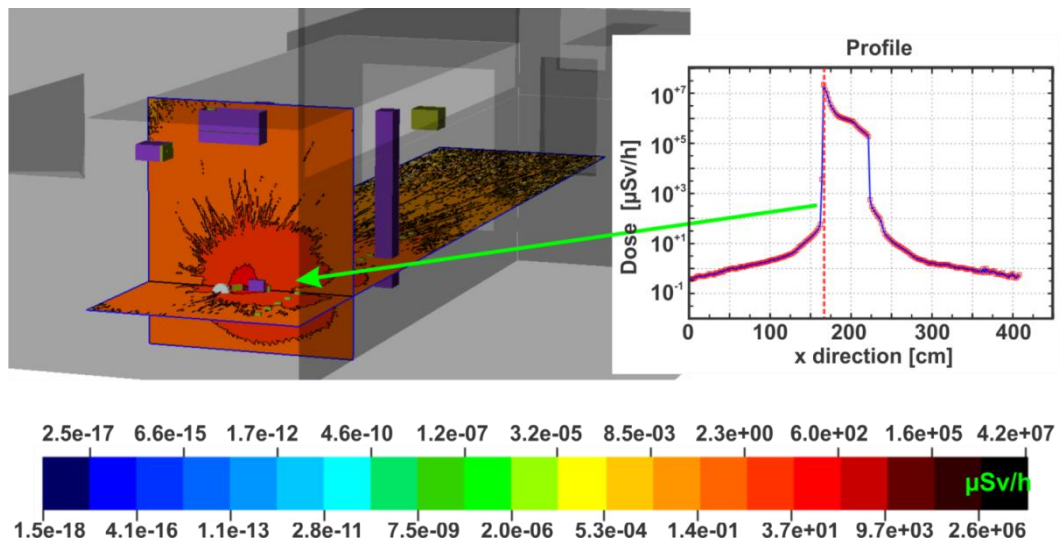 Profile
Dose [µSv/h]
10+7
10+5
10+3
10+1
10-1
0 100 200 300 400
x direction [cm]
2.5e-17 6.6e-15 1.7e-12 4.6e-10 1.2e-07 3.2e-05 8.5e-03 2.3e+00 6.0e+02 1.6e+05 4.2e+07
µSv/h
1.5e-18 4.1e-16 1.1e-13 2.8e-11 7.5e-09 2.0e-06 5.3e-04 1.4e-01 3.7e+01 9.7e+03 2.6e+06